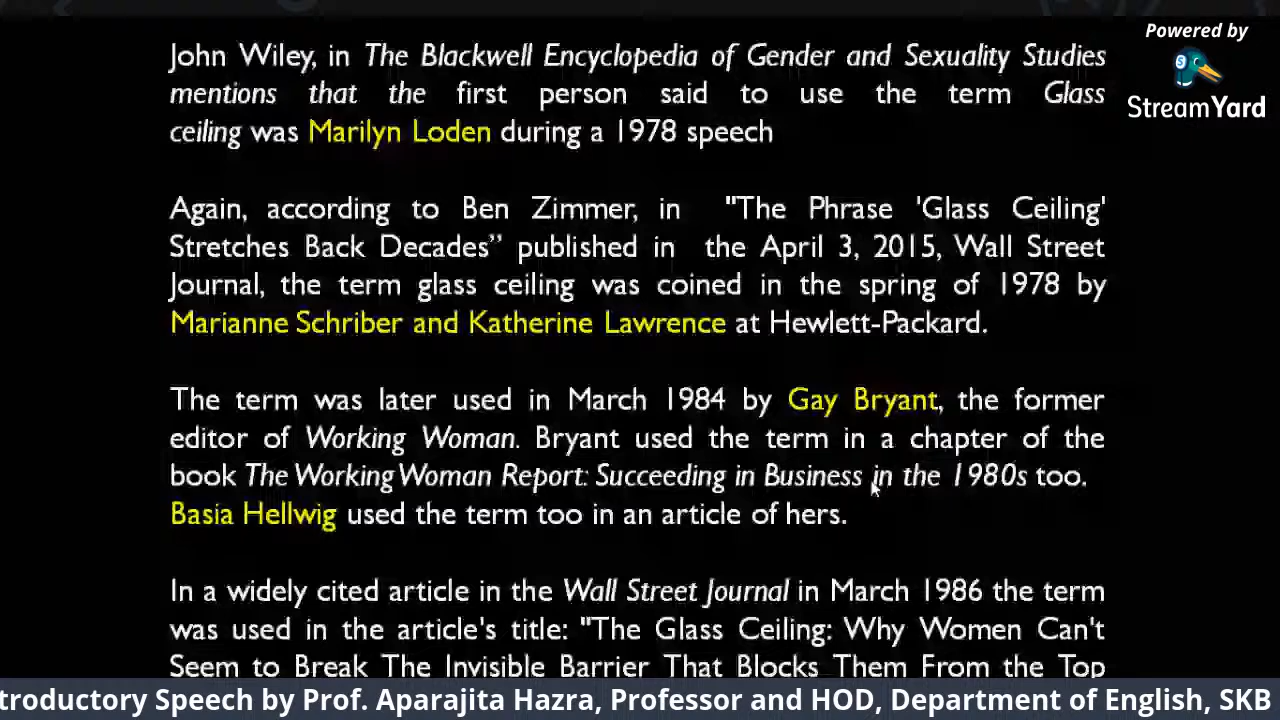 Powered by
StreamYard
John Wiley, in The Blackwell Encyclopedia of Gender and Sexuality Studies
mentions that the first person said to use the term Glass
ceiling was Marilyn Loden during a 1978 speech
Again, according to Ben Zimmer, in "The Phrase 'Glass Ceiling'
Stretches Back Decades” published in the April 3, 2015, Wall Street
Journal, the term glass ceiling was coined in the spring of 1978 by
Marianne Schriber and Katherine Lawrence at Hewlett-Packard.
The term was later used in March 1984 by Gay Bryant, the former
editor of Working Woman. Bryant used the term in a chapter of the
book The Working Woman Report: Succeeding in Business in the 1980s too.
Basia Hellwig used the term too in an article of hers.
In a widely cited article in the Wall Street Journal in March 1986 the term
was used in the article's title: "The Glass Ceiling: Why Women Can't
Seem to Break The Invisible Barrier That Blocks Them From the Top
troductory Speech by Prof. Aparajita Hazra, Professor and HOD, Department of English, SKB